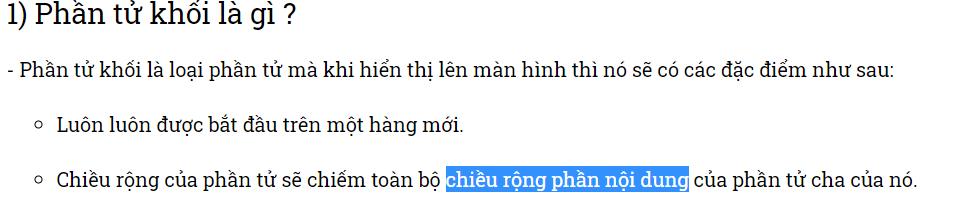 1) Phần tử khối là gì ?
- Phần tử khối là loại phần tử mà khi hiển thị lên màn hình thì nó sẽ có các đặc điểm như sau:
Luôn luôn được bắt đầu trên một hàng mới.
Chiều rộng của phần tử sẽ chiếm toàn bộ chiều rộng phần nội dung của phần tử cha của nó.